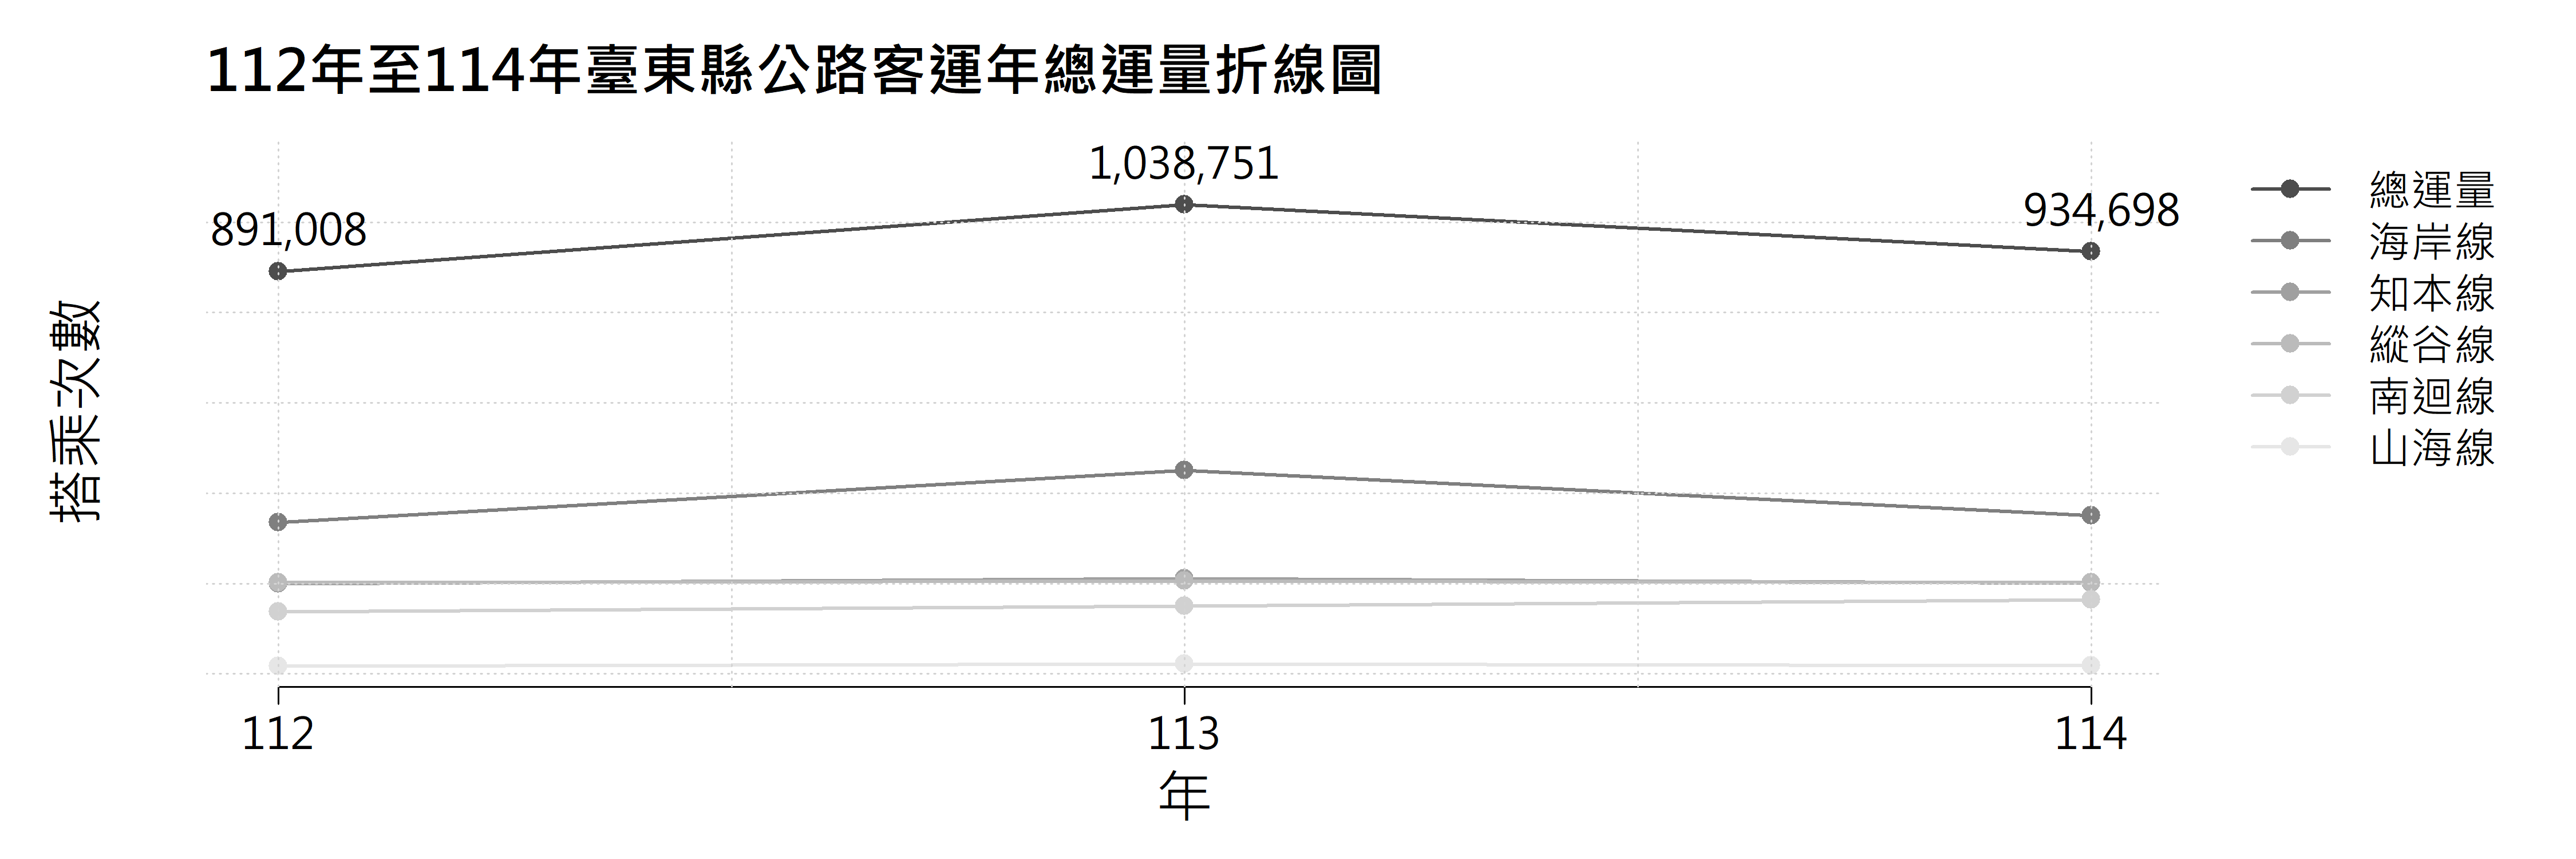 112年至114年臺東縣公路客運年總運量折線圖
搭乘次數
891,008
1,038,751
934,698
112
113
114
年
總運量
海岸線
知本線
縱谷線
南迴線
山海線